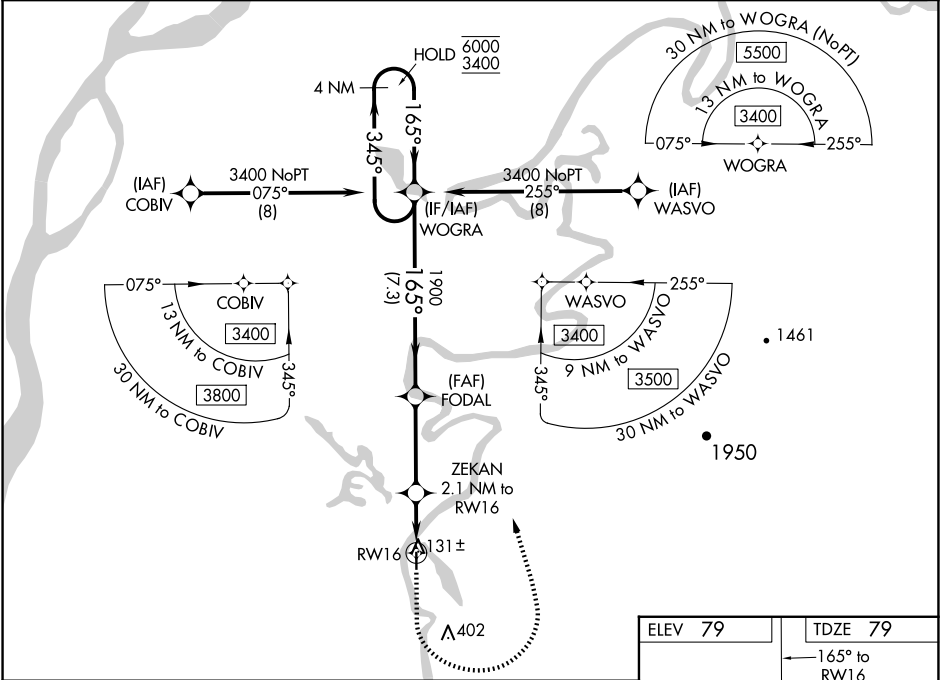 HOLD 6000
3400
4 NM
165°
345°
30 NM to WOGRA (NoPT)
5500
13 NM to WOGRA
3400
075°
255°
WOGRA
(IAF)
COBIV
3400 NoPT
075°
(8)
(IF/IAF)
WOGRA
3400 NoPT
255°
(8)
(IAF)
WASVO
1900
165°
(7.3)
075°
COBIV
3400
13 NM to COBIV
345°
3800
30 NM to COBIV
WASVO
255°
3400
9 NM to WASVO
345°
3500
30 NM to WASVO
1461
1950
(FAF)
FODAL
ZEKAN
2.1 NM to
RW16
RW16
131±
402
ELEV 79
TDZE 79
165° to
RW16